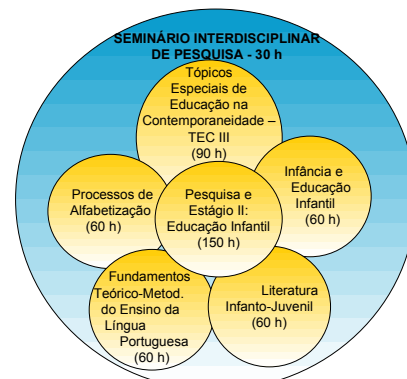 SEMINÁRIO INTERDISCIPLINAR
DE PESQUISA - 30 h
Tópicos
Especiais de
Educação na
Contemporaneidade –
TEC III
(90 h)
Infância e
Educação
Infantil
(60 h)
Processos de
Alfabetização
(60 h)
Pesquisa e
Estágio II:
Educação Infantil
(150 h)
Fundamentos
Teórico-Metod.
do Ensino da
Língua
Portuguesa
(60 h)
Literatura
Infanto-Juvenil
(60 h)